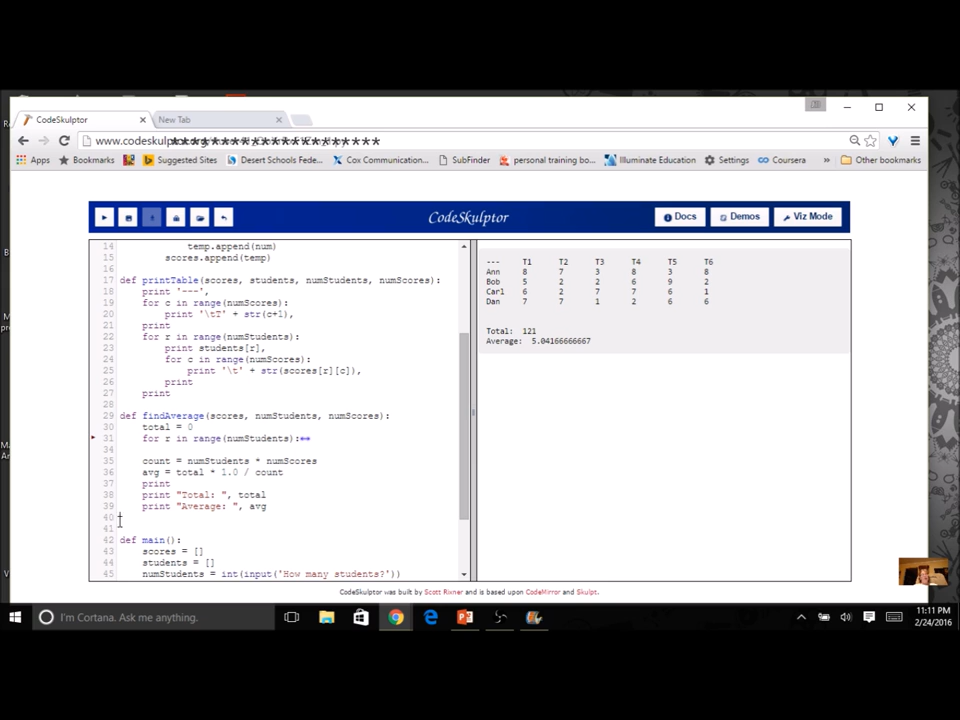 CodeSkulptor
New Tab
www.codeskulp
Apps Bookmarks Suggested Sites Desert Schools Fede... Cox Communication... SubFinder personal training bo... Illuminate Education Settings Coursera » Other bookmarks
CodeSkulptor
Docs Demos Viz Mode
14 temp.append(num)
15 scores.append(temp)
16
17 def printTable(scores, students, numStudents, numScores):
18 print '---',
19 for c in range(numScores):
20 print '\tT' + str(c+1),
21 print
22 for r in range(numStudents):
23 print students[r],
24 for c in range(numScores):
25 print '\t' + str(scores[r][c]),
26 print
27 print
28
29 def findAverage(scores, numStudents, numScores):
30 total = 0
31 for r in range(numStudents):
34
35 count = numStudents * numScores
36 avg = total * 1.0 / count
37 print
38 print "Total: ", total
39 print "Average: ", avg
40
41
42 def main():
43 scores = []
44 students = []
45 numStudents = int(input('How many students?'))
--- T1 T2 T3 T4 T5 T6
Ann 8 7 3 8 3 8
Bob 5 2 2 6 9 2
Carl 6 2 7 7 6 1
Dan 7 7 1 2 6 6
Total: 121
Average: 5.04166666667
CodeSkulptor was built by Scott Rixner and is based upon CodeMirror and Skulpt.
I'm Cortana. Ask me anything.
11:11 PM
2/24/2016